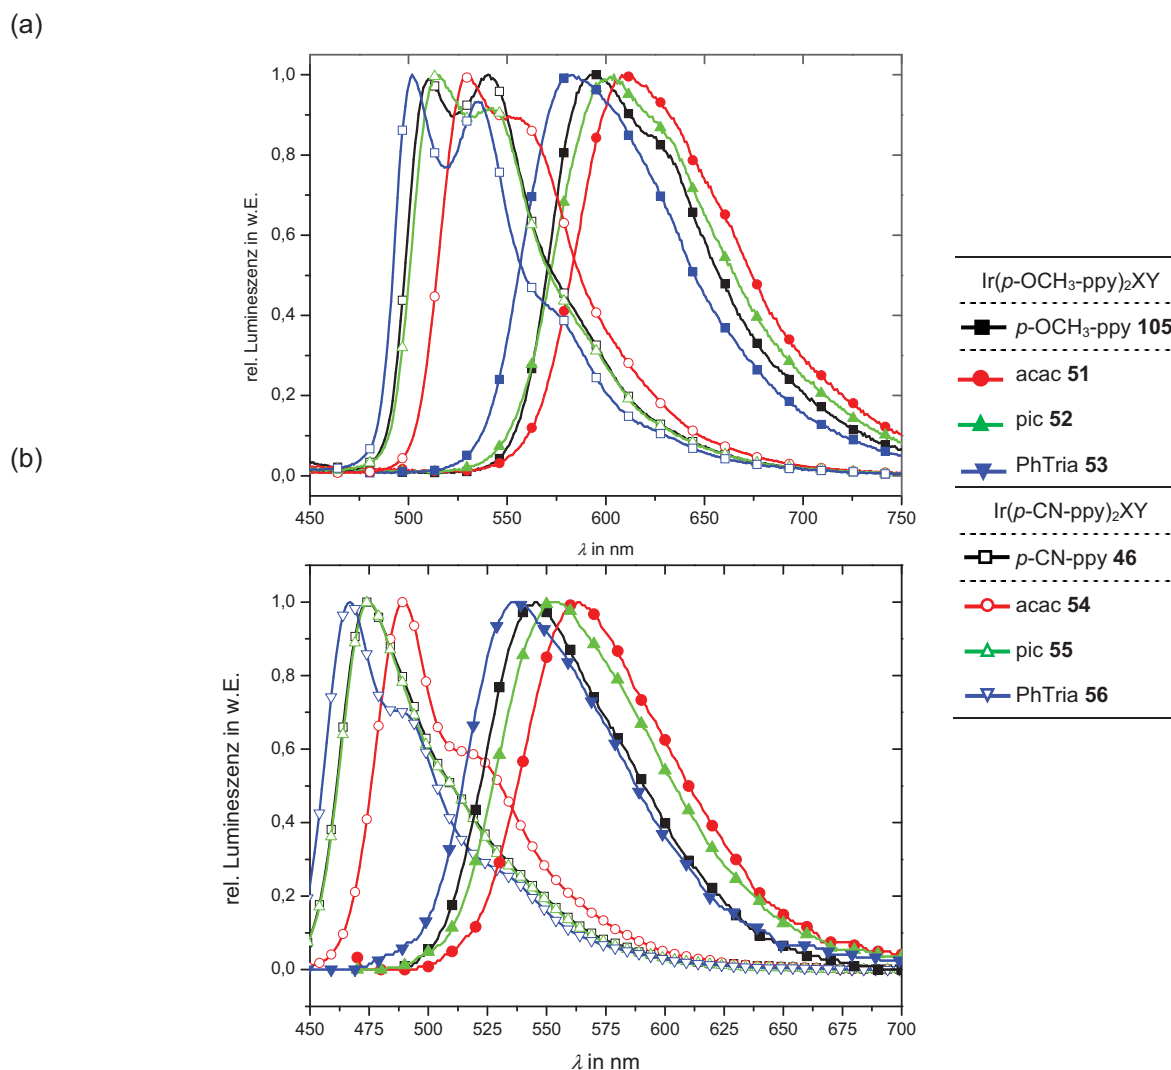 (a)
1,0
0,8
0,6
0,4
0,2
0,0
rel. Lumineszenz in w.E.
450 500 550 600 650 700 750
λ in nm
(b)
1,0
0,8
0,6
0,4
0,2
0,0
rel. Lumineszenz in w.E.
450 475 500 525 550 575 600 625 650 675 700
λ in nm
Ir(p-OCH₃-ppy)₂XY
p-OCH₃-ppy 105
acac 51
pic 52
PhTria 53
Ir(p-CN-ppy)₂XY
p-CN-ppy 46
acac 54
pic 55
PhTria 56